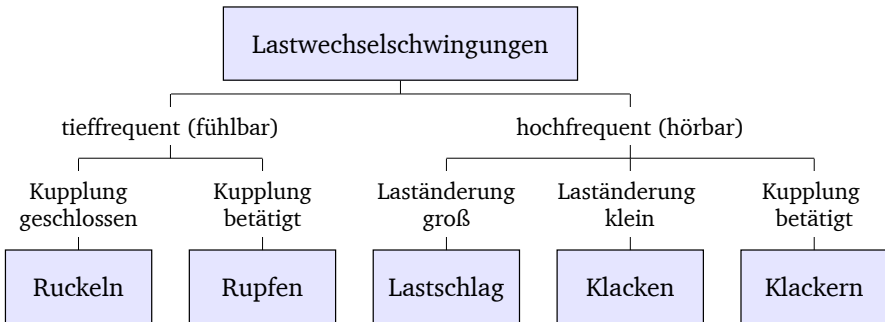 Lastwechselschwingungen
tieffrequent (fühlbar)
hochfrequent (hörbar)
Kupplung
geschlossen
Kupplung
betätigt
Laständerung
groß
Laständerung
klein
Kupplung
betätigt
Ruckeln
Rupfen
Lastschlag
Klacken
Klackern